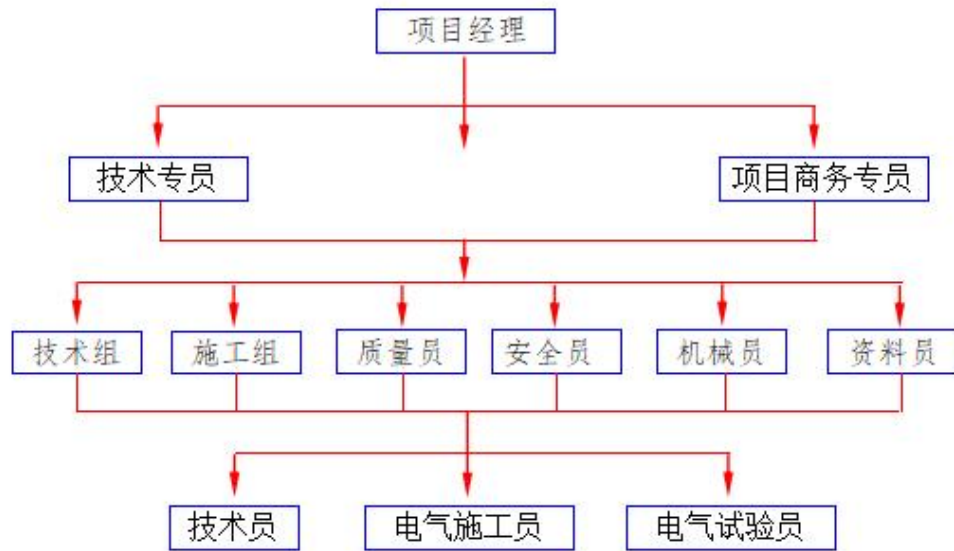 项目经理
技术专员
项目商务专员
技术组
施工组
质量员
安全员
机械员
资料员
技术员
电气施工员
电气试验员